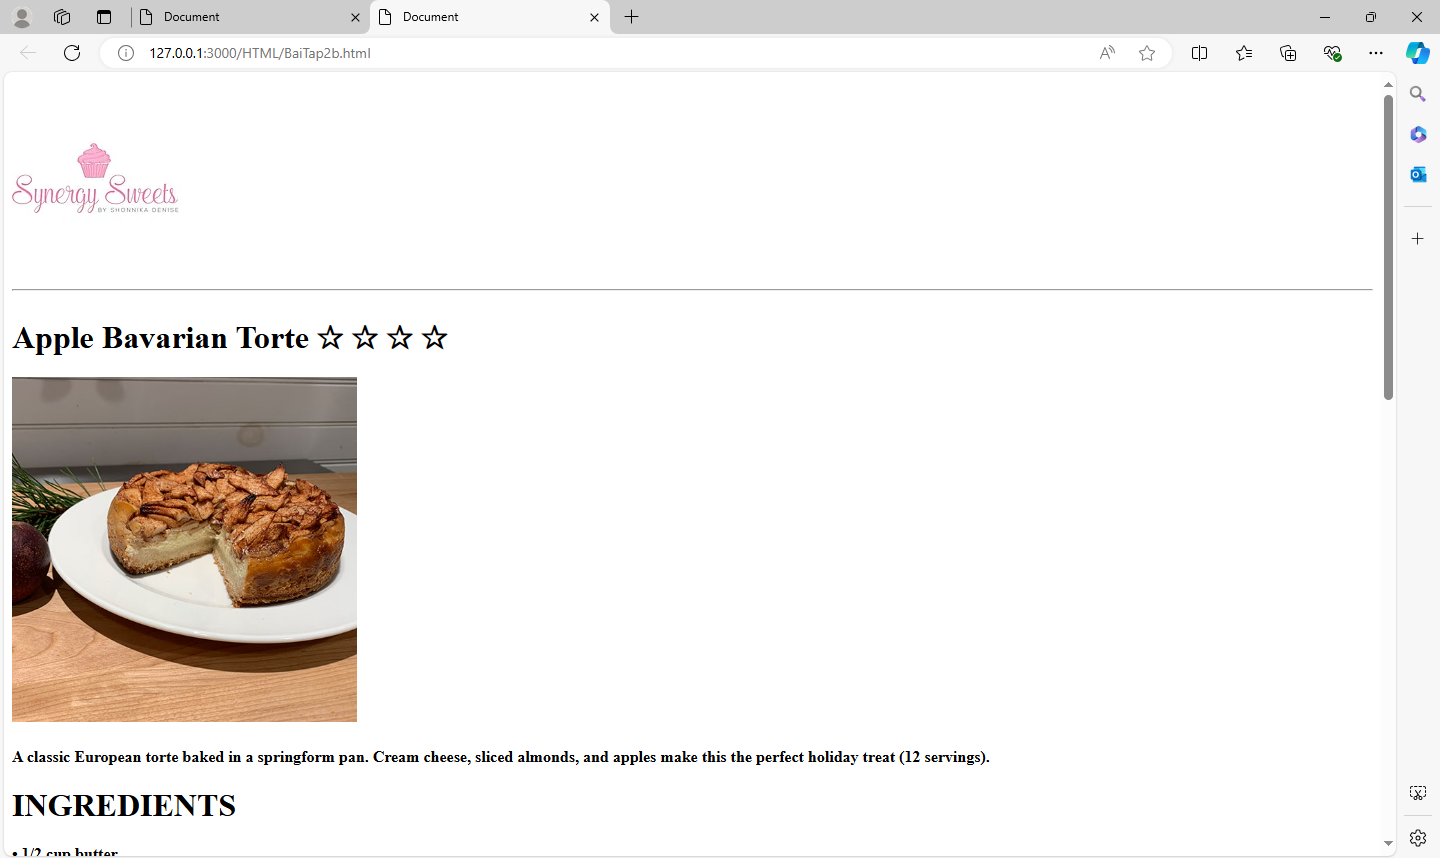 Document
Document
127.0.0.1:3000/HTML/BaiTap2b.html
Synergy Sweets
BY SHONNIKA DENISE
Apple Bavarian Torte ☆ ☆ ☆ ☆
A classic European torte baked in a springform pan. Cream cheese, sliced almonds, and apples make this the perfect holiday treat (12 servings).
INGREDIENTS
• 1/2 cup butter